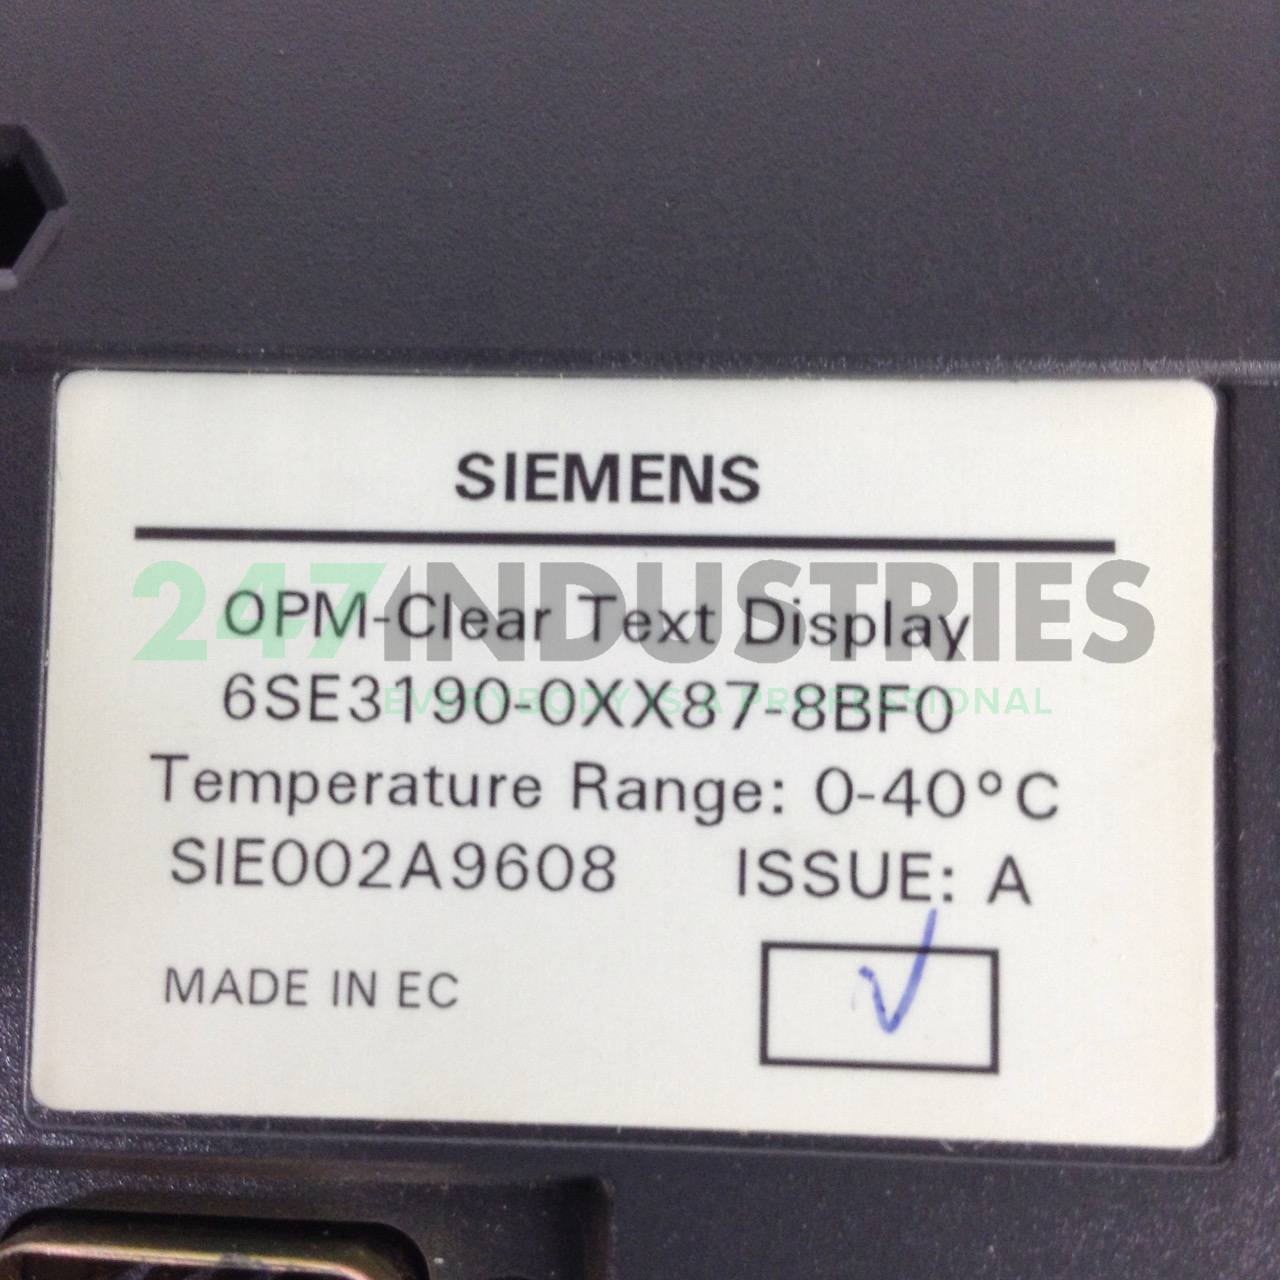 SIEMENS
247INDUSTRIES
OPM-Clear Text Display
EVERYBODY IS A PROFESSIONAL
6SE3190-0XX87-8BF0
Temperature Range: 0-40°C
SIE002A9608 ISSUE: A
MADE IN EC